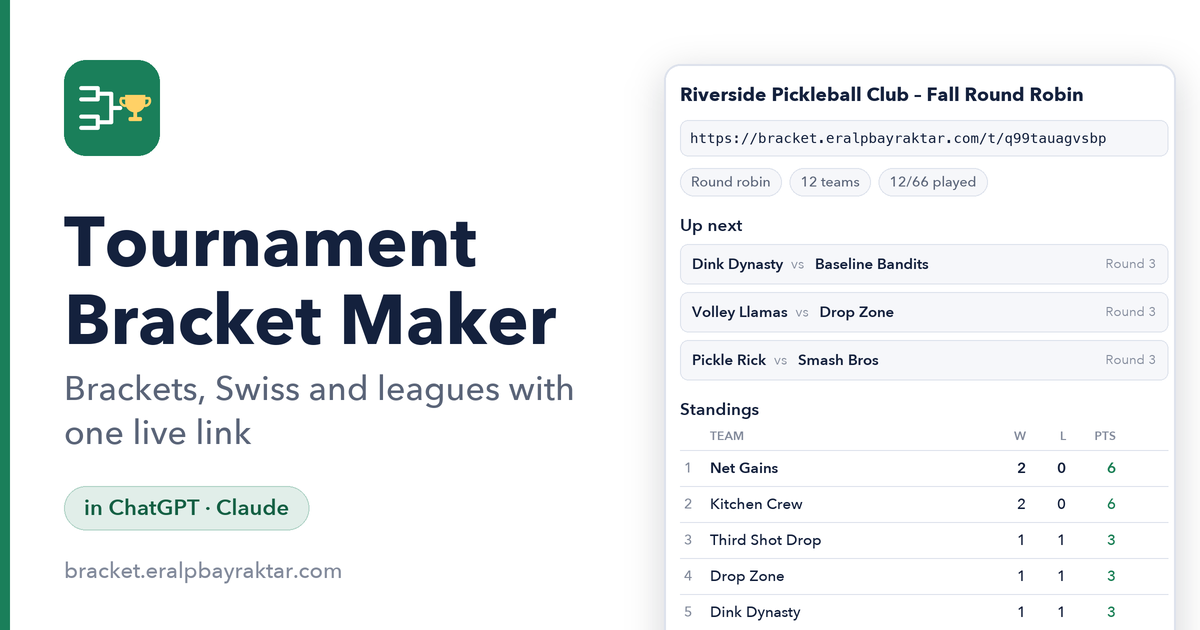 Tournament
Bracket Maker
Brackets, Swiss and leagues with
one live link
in ChatGPT · Claude
bracket.eralpbayraktar.com
Riverside Pickleball Club – Fall Round Robin
https://bracket.eralpbayraktar.com/t/q99tauagvsbp
Round robin 12 teams 12/66 played
Up next
Dink Dynasty vs Baseline Bandits Round 3
Volley Llamas vs Drop Zone Round 3
Pickle Rick vs Smash Bros Round 3
Standings
TEAM W L PTS
1 Net Gains 2 0 6
2 Kitchen Crew 2 0 6
3 Third Shot Drop 1 1 3
4 Drop Zone 1 1 3
5 Dink Dynasty 1 1 3